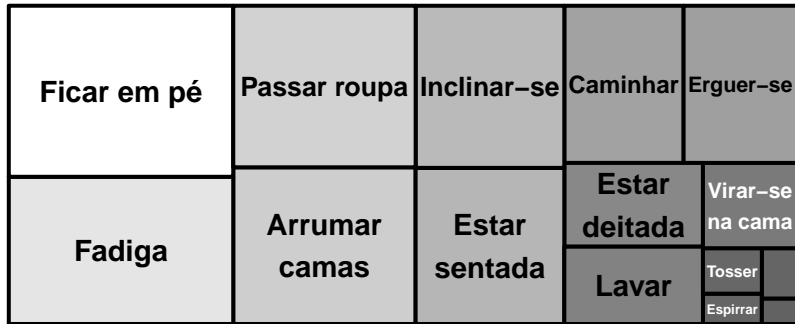 Ficar em pé
Passar roupa
Inclinar−se
Caminhar
Erguer−se
Fadiga
Arrumar
camas
Estar
sentada
Estar
deitada
Virar−se
na cama
Lavar
Tosser
Espirrar